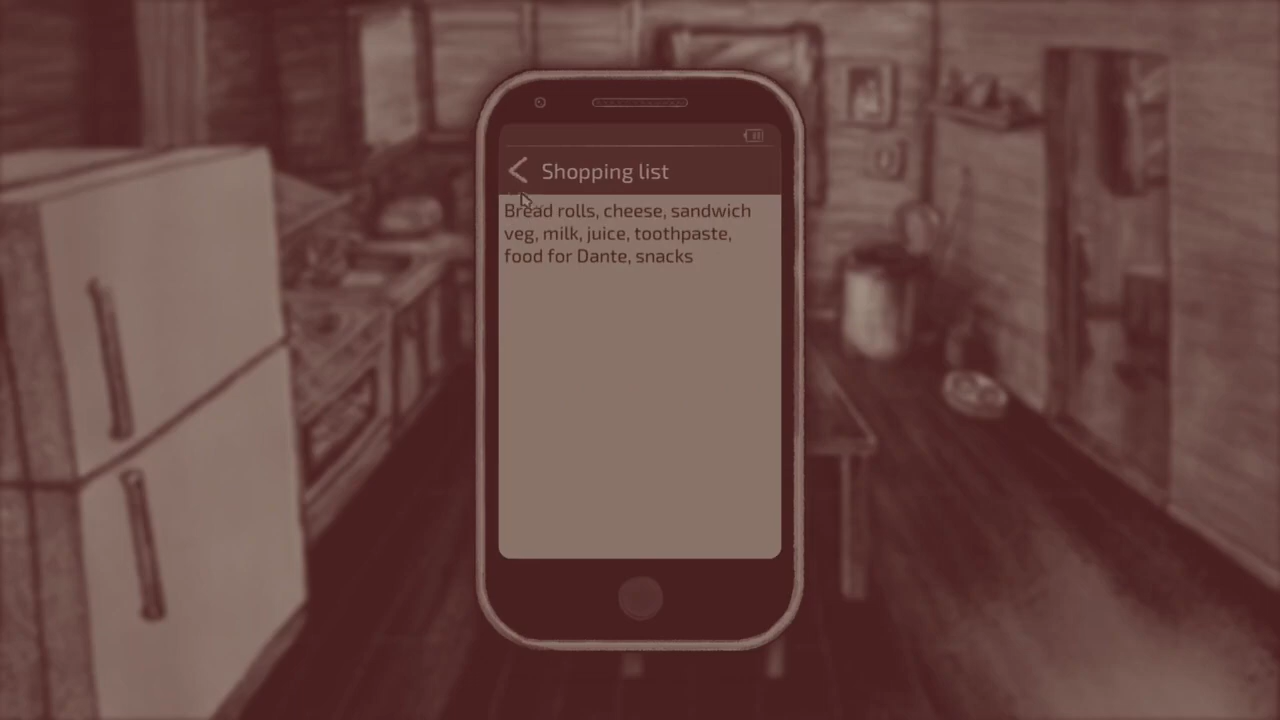 Shopping list
Bread rolls, cheese, sandwich
veg, milk, juice, toothpaste,
food for Dante, snacks